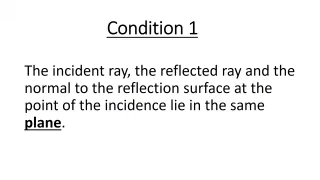 Condition 1
The incident ray, the reflected ray and the
normal to the reflection surface at the
point of the incidence lie in the same
plane.